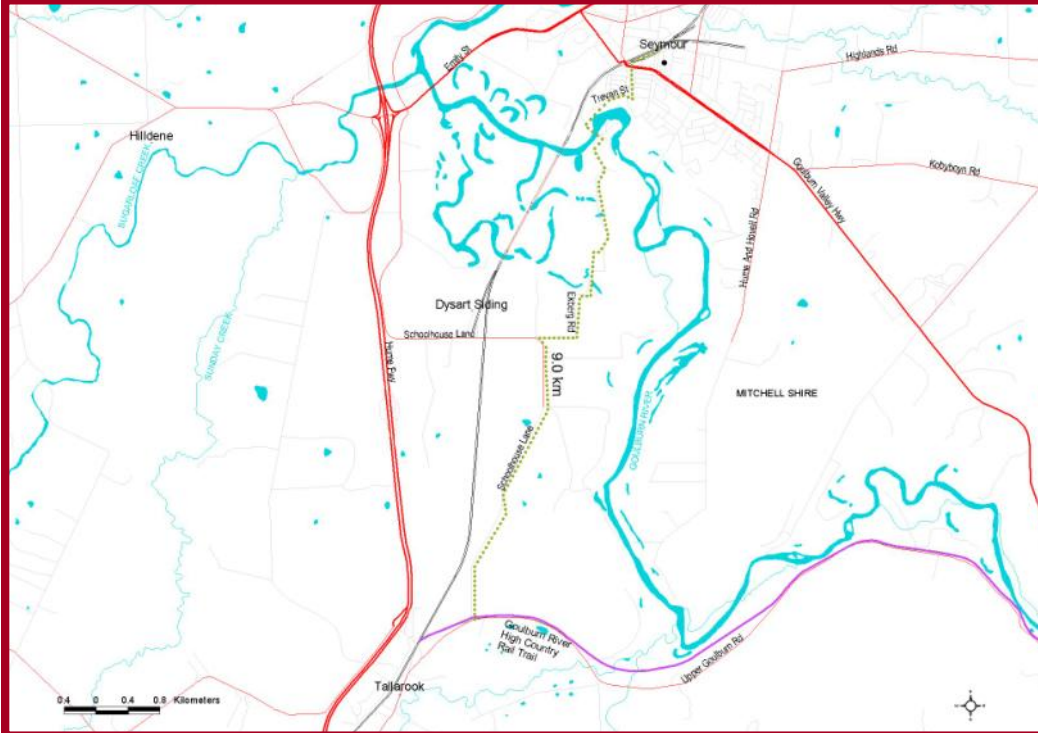 Seymour
Highlands Rd
Emily St
Trevan St
Hilldene
SUGARLOAF CREEK
Kobyboyn Rd
Goulburn Valley Hwy
Hume And Hovell Rd
SUNDAY CREEK
Dysart Siding
Ekberg Rd
Schoolhouse Lane
Hume Fwy
9.0 km
MITCHELL SHIRE
GOULBURN RIVER
Schoolhouse Lane
Goulburn River
High Country
Rail Trail
Upper Goulburn Rd
Tallarook
0.4 0 0.4 0.8 Kilometers